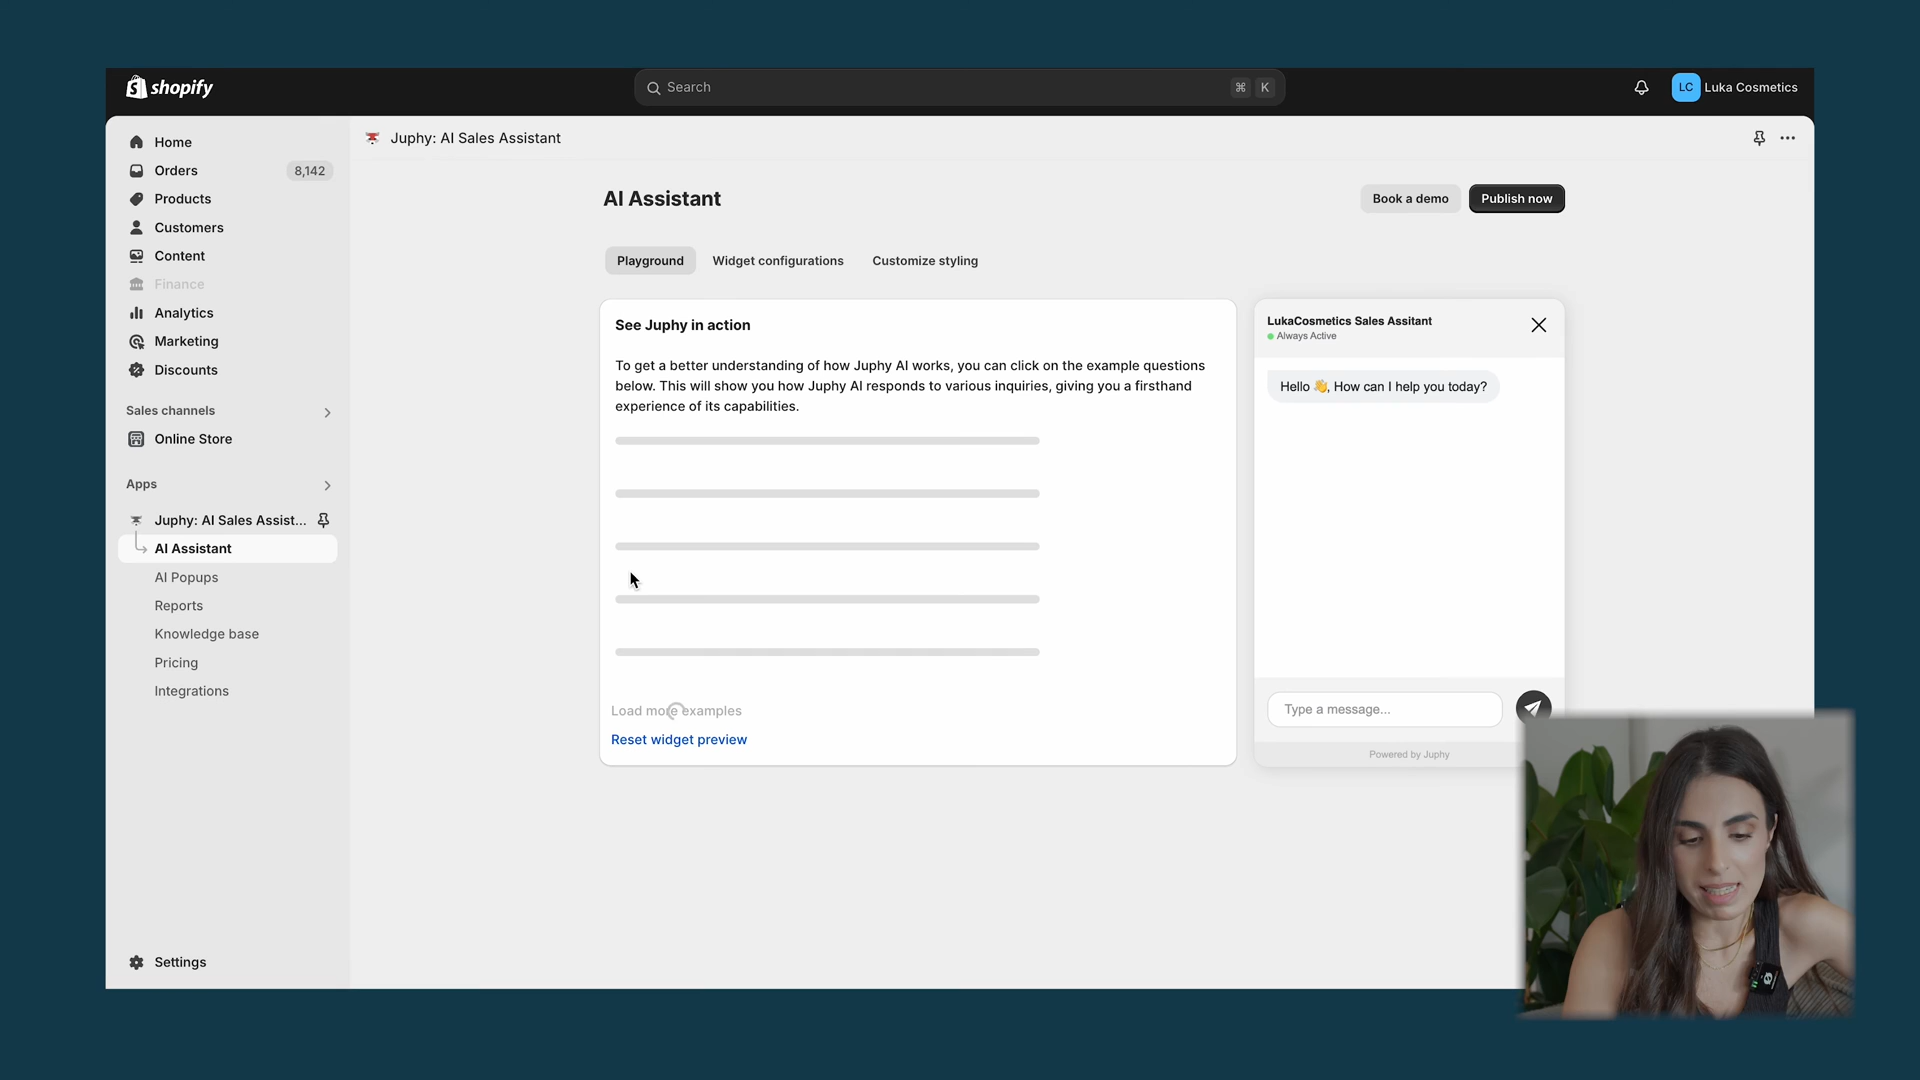 shopify
Search
⌘ K
LC Luka Cosmetics
Home
Orders 8,142
Products
Customers
Content
Finance
Analytics
Marketing
Discounts
Sales channels
Online Store
Apps
Juphy: AI Sales Assist...
AI Assistant
AI Popups
Reports
Knowledge base
Pricing
Integrations
Settings
Juphy: AI Sales Assistant
AI Assistant
Book a demo
Publish now
Playground
Widget configurations
Customize styling
See Juphy in action
To get a better understanding of how Juphy AI works, you can click on the example questions
below. This will show you how Juphy AI responds to various inquiries, giving you a firsthand
experience of its capabilities.
Load more examples
Reset widget preview
LukaCosmetics Sales Assitant
Always Active
Hello 👋, How can I help you today?
Type a message...
Powered by Juphy